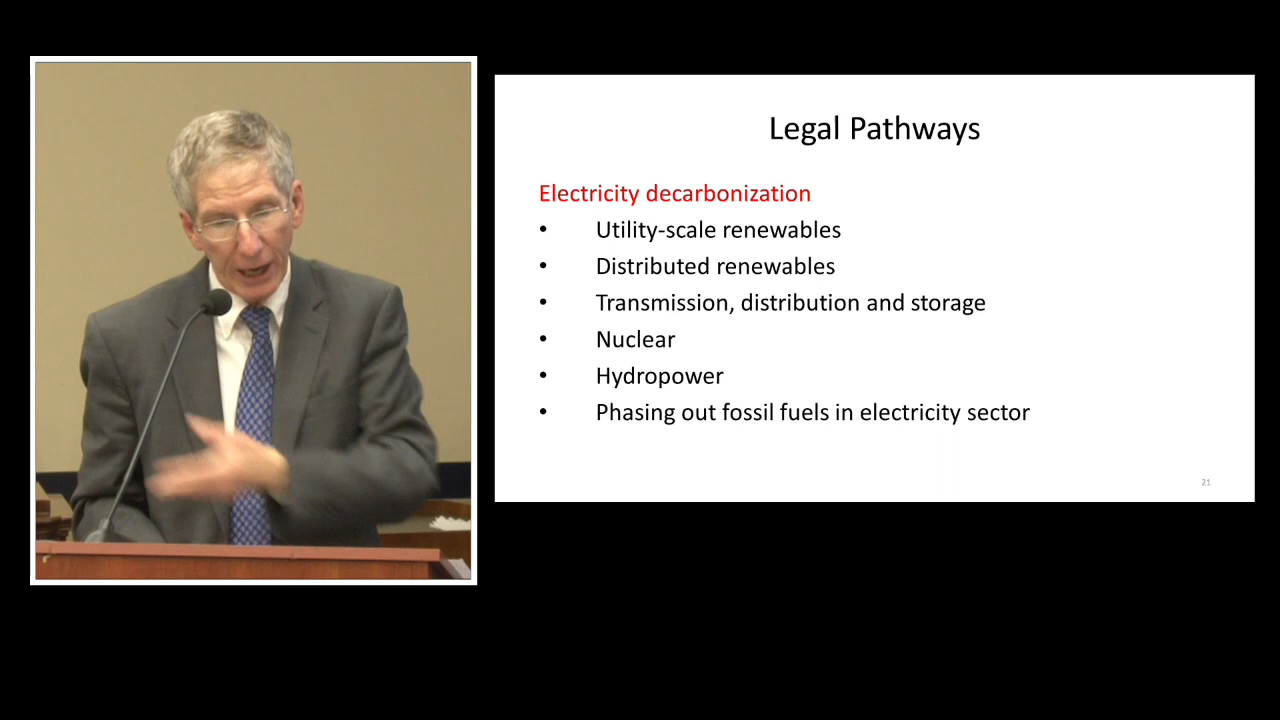 Legal Pathways
Electricity decarbonization
• Utility-scale renewables
• Distributed renewables
• Transmission, distribution and storage
• Nuclear
• Hydropower
• Phasing out fossil fuels in electricity sector
21